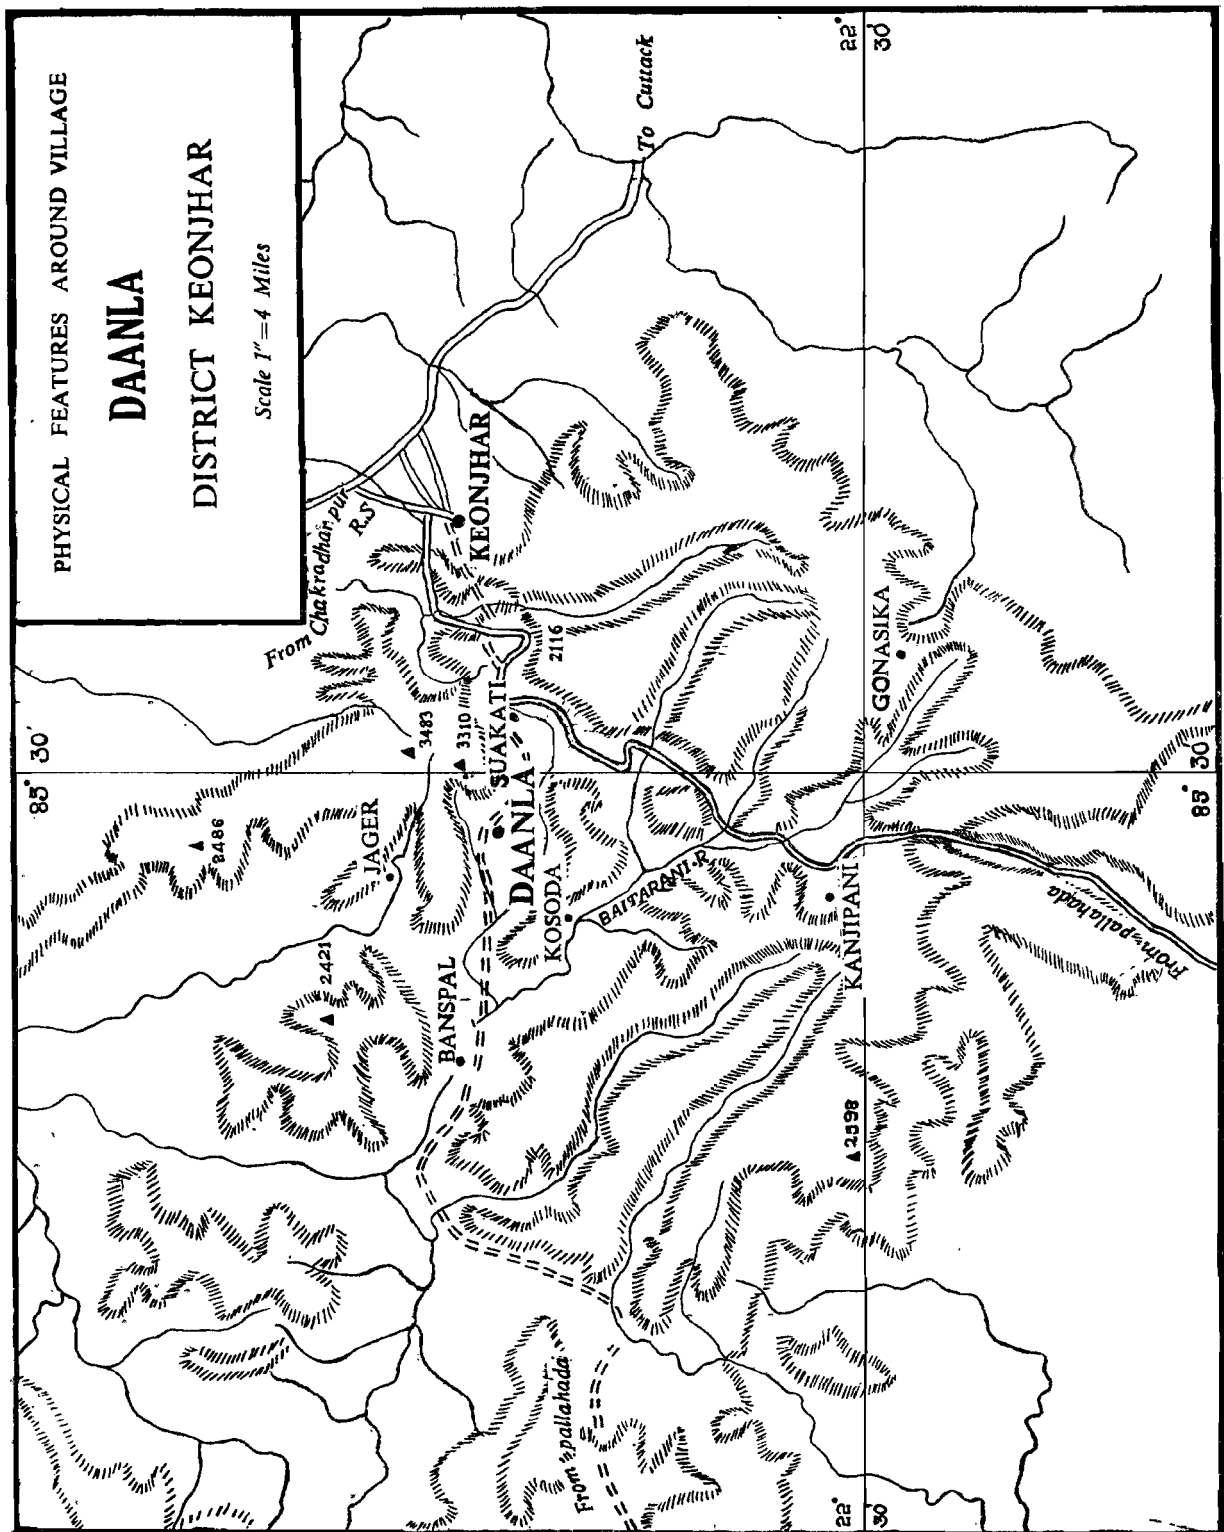 PHYSICAL FEATURES AROUND VILLAGE
DAANLA
DISTRICT KEONJHAR
Scale 1"=4 Miles
85° 30'
22° 30'
From Chakradharpur
R.S
To Cuttack
KEONJHAR
2486
JAGER
3483
3310
SUAKATI
2116
2421
DAANLA
KOSODA
BANSPAL
BAITARANI.R.
GONASIKA
KANJIPANI
2598
From pallahada
From pallahada
22° 30'
85° 30'